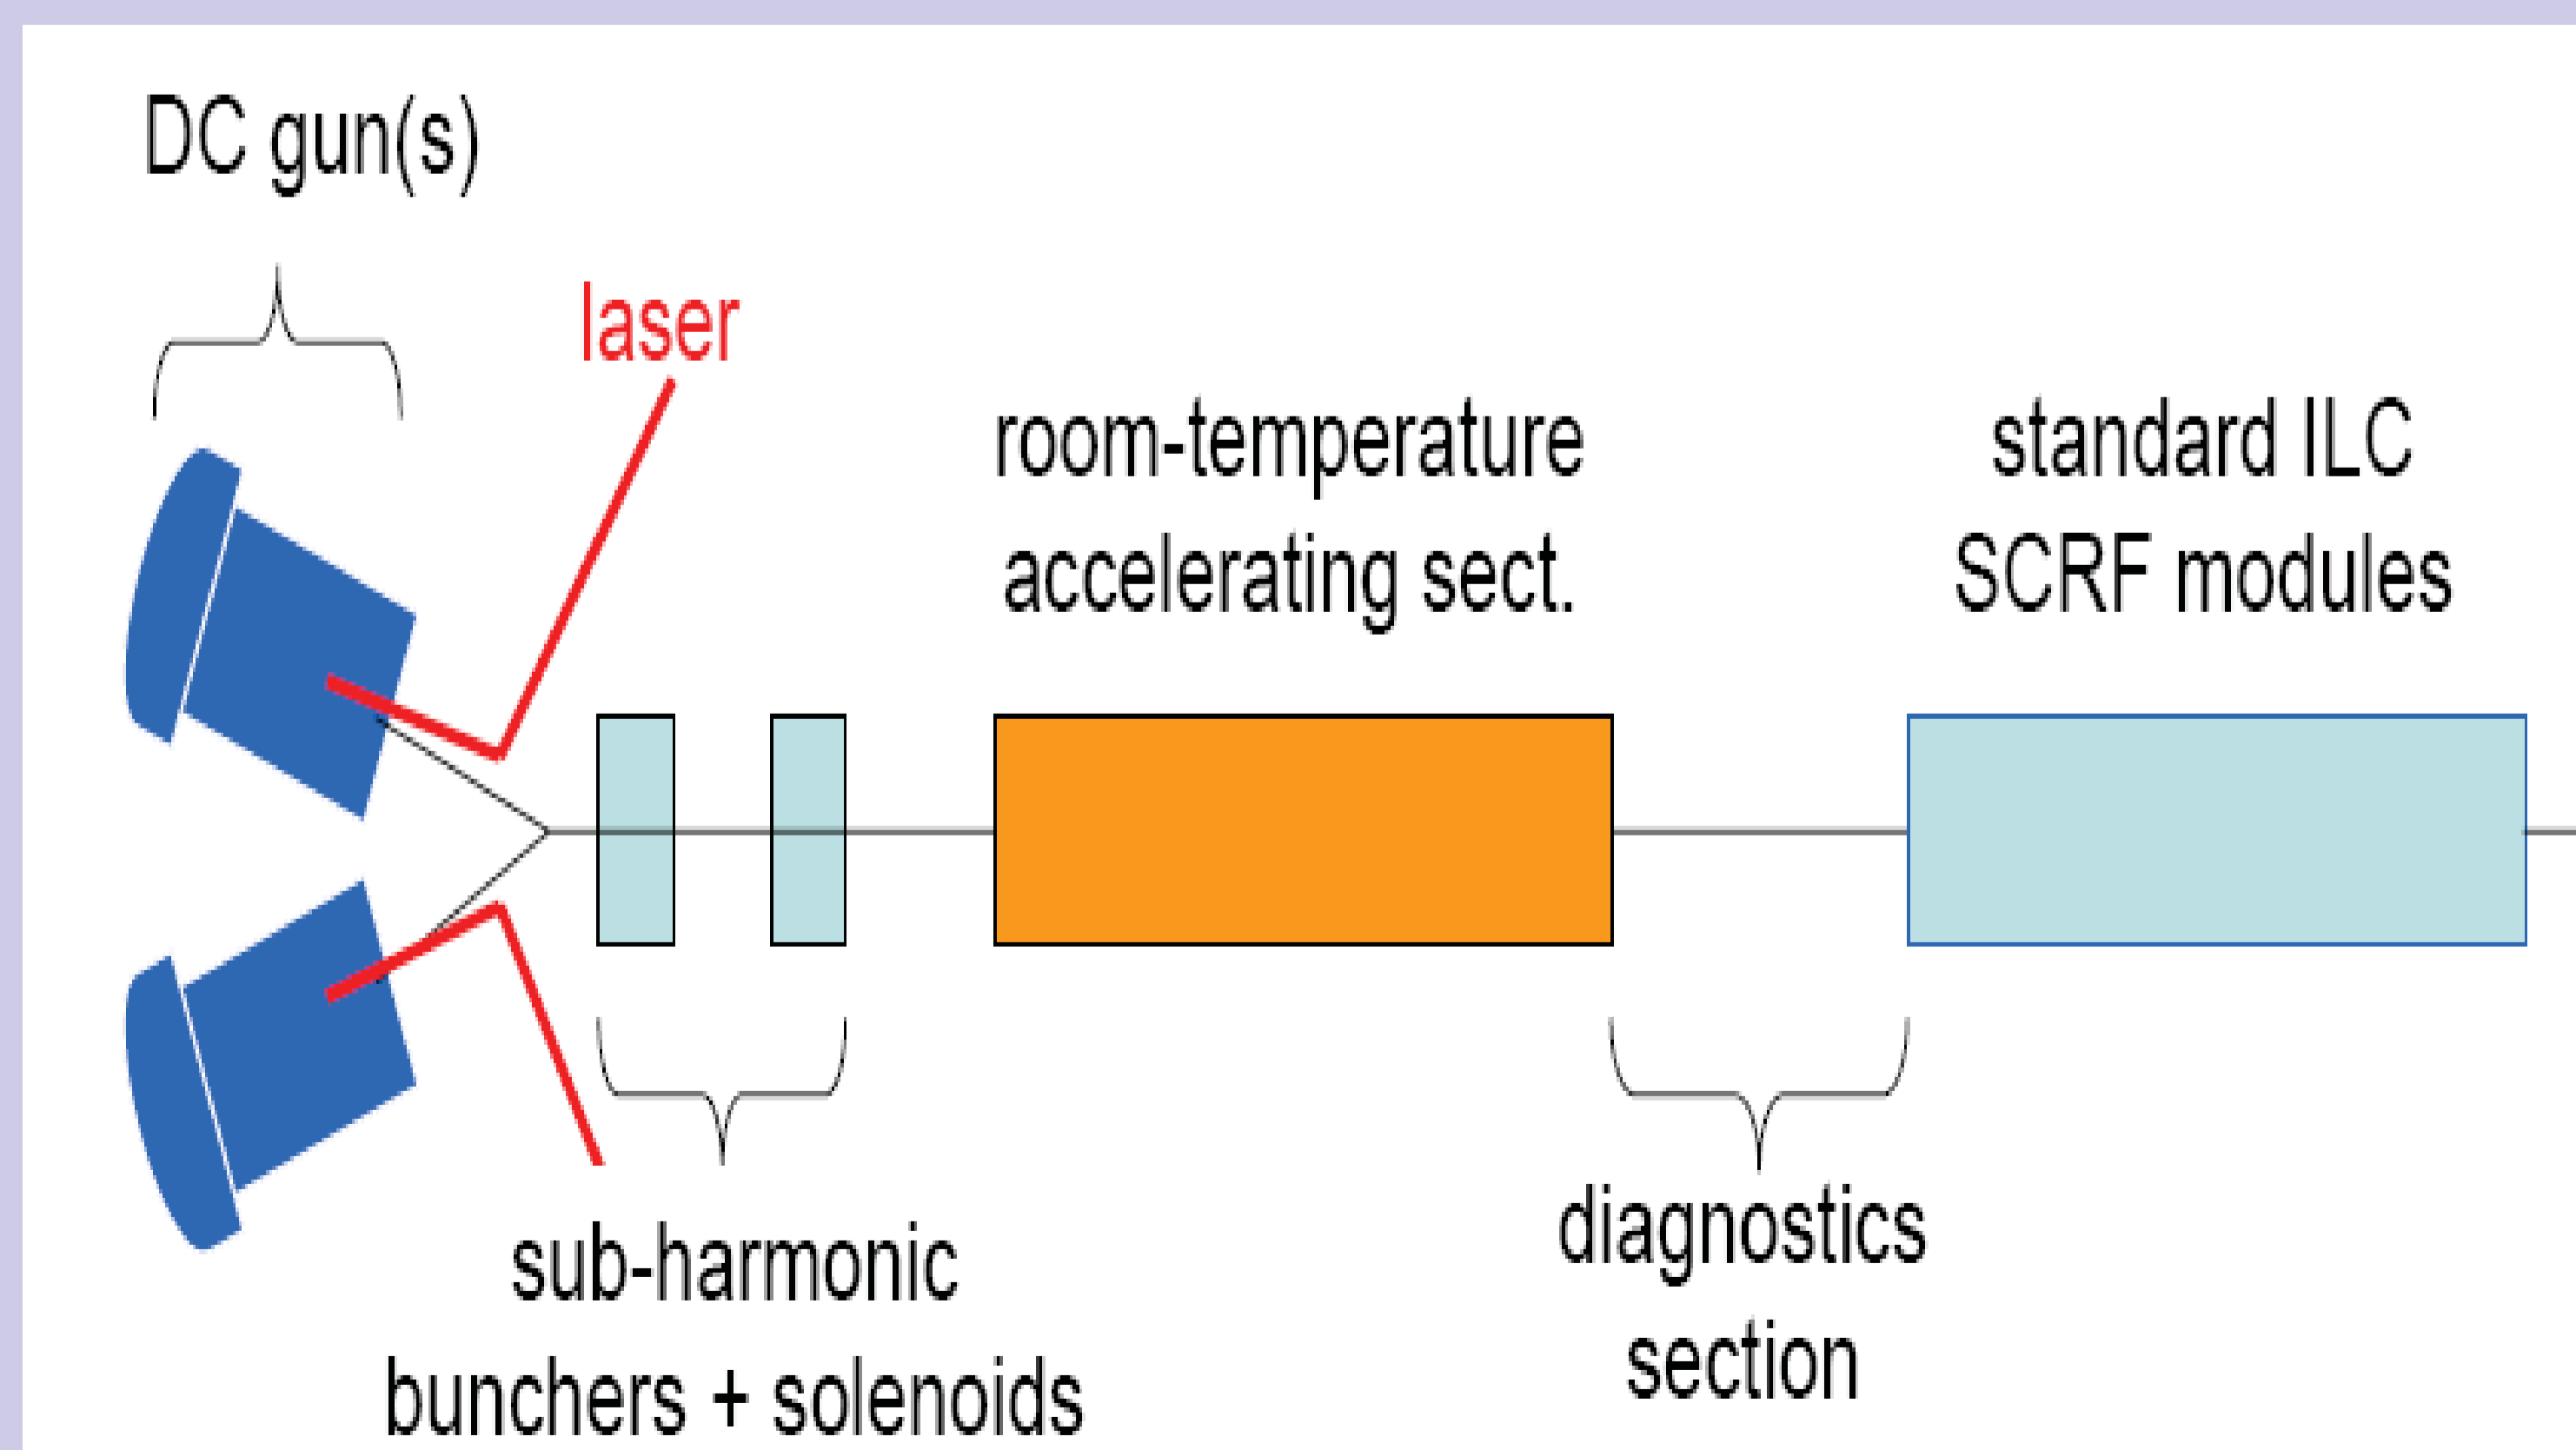 DC gun(s)
laser
room-temperature
accelerating sect.
standard ILC
SCRF modules
sub-harmonic
bunchers + solenoids
diagnostics
section